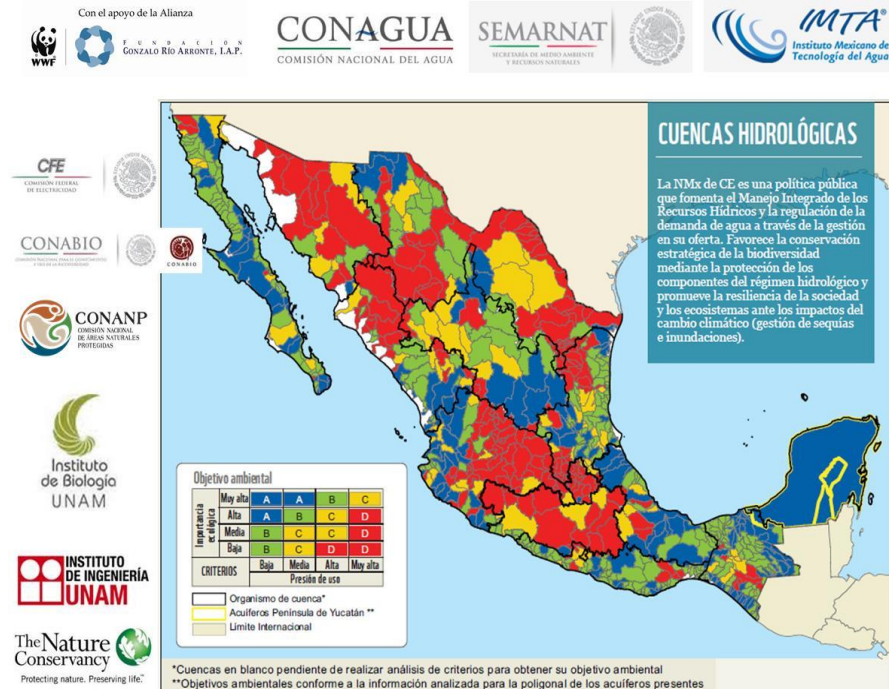 Con el apoyo de la Alianza
WWF
FUNDACIÓN
GONZALO RÍO ARRONTE, I.A.P.
CONAGUA
COMISIÓN NACIONAL DEL AGUA
SEMARNAT
SECRETARÍA DE MEDIO AMBIENTE
Y RECURSOS NATURALES
IMTA
Instituto Mexicano de
Tecnología del Agua
CFE
COMISIÓN FEDERAL
DE ELECTRICIDAD
CONABIO
CONABIO
CONANP
COMISIÓN NACIONAL
DE ÁREAS NATURALES
PROTEGIDAS
Instituto
de Biología
UNAM
INSTITUTO
DE INGENIERÍA
UNAM
The Nature
Conservancy
Protecting nature. Preserving life.
CUENCAS HIDROLÓGICAS
La NMx de CE es una política pública
que fomenta el Manejo Integrado de los
Recursos Hídricos y la regulación de la
demanda de agua a través de la gestión
en su oferta. Favorece la conservación
estratégica de la biodiversidad
mediante la protección de los
componentes del régimen hidrológico y
promueve la resiliencia de la sociedad
y los ecosistemas ante los impactos del
cambio climático (gestión de sequías
e inundaciones).
Objetivo ambiental
Importancia ecológica
Muy alta A A B C
Alta A B C D
Media B C C D
Baja B C D D
CRITERIOS Baja Media Alta Muy alta
Presión de uso
Organismo de cuenca*
Acuíferos Península de Yucatán **
Límite Internacional
*Cuencas en blanco pendiente de realizar análisis de criterios para obtener su objetivo ambiental
**Objetivos ambientales conforme a la información analizada para la poligonal de los acuíferos presentes